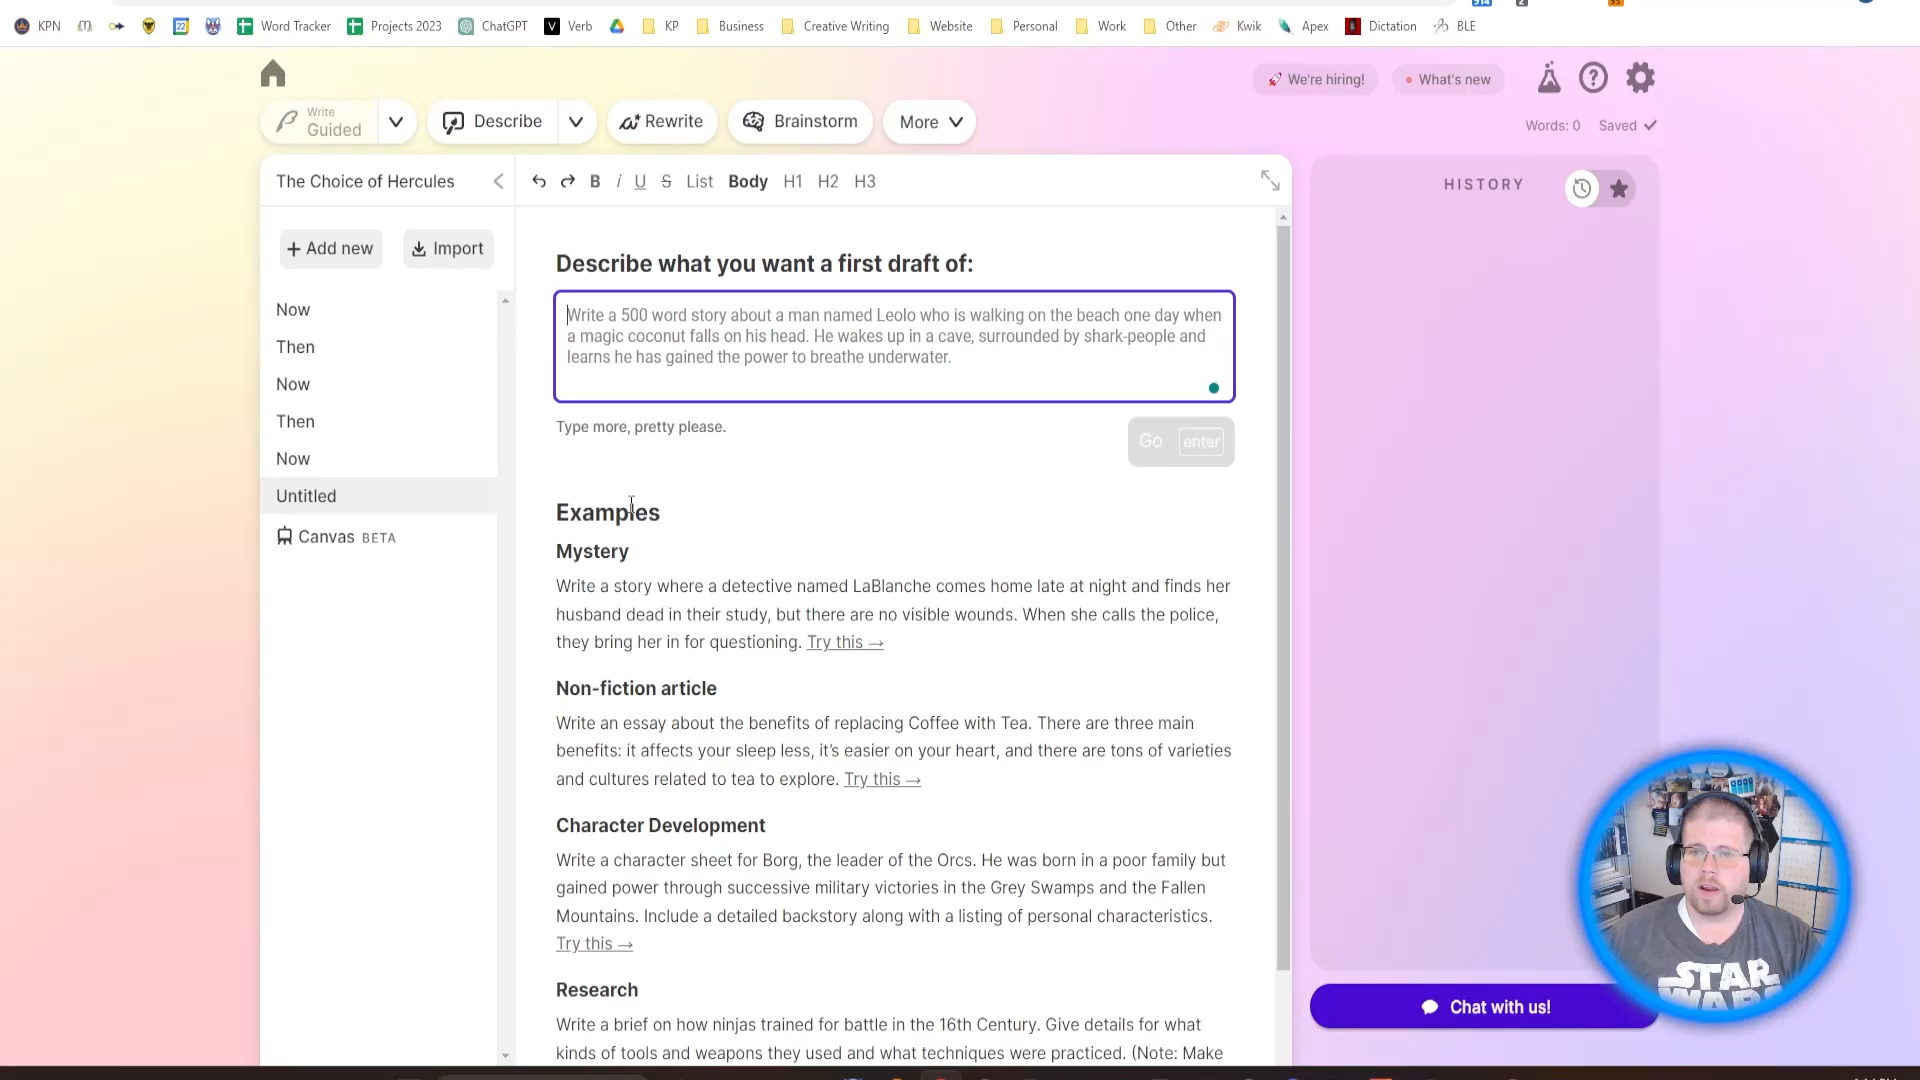 KPN
Word Tracker
Projects 2023
ChatGPT
Verb
KP
Business
Creative Writing
Website
Personal
Work
Other
Kwik
Apex
Dictation
BLE
We're hiring!
What's new
Write
Guided
Describe
Rewrite
Brainstorm
More
Words: 0
Saved
The Choice of Hercules
B
i
U
S
List
Body
H1
H2
H3
HISTORY
+ Add new
Import
Now
Then
Now
Then
Now
Untitled
Canvas BETA
Describe what you want a first draft of:
Write a 500 word story about a man named Leolo who is walking on the beach one day when
a magic coconut falls on his head. He wakes up in a cave, surrounded by shark-people and
learns he has gained the power to breathe underwater.
Type more, pretty please.
Go enter
Examples
Mystery
Write a story where a detective named LaBlanche comes home late at night and finds her
husband dead in their study, but there are no visible wounds. When she calls the police,
they bring her in for questioning. Try this →
Non-fiction article
Write an essay about the benefits of replacing Coffee with Tea. There are three main
benefits: it affects your sleep less, it's easier on your heart, and there are tons of varieties
and cultures related to tea to explore. Try this →
Character Development
Write a character sheet for Borg, the leader of the Orcs. He was born in a poor family but
gained power through successive military victories in the Grey Swamps and the Fallen
Mountains. Include a detailed backstory along with a listing of personal characteristics.
Try this →
Research
Write a brief on how ninjas trained for battle in the 16th Century. Give details for what
kinds of tools and weapons they used and what techniques were practiced. (Note: Make
Chat with us!
STAR
WARS